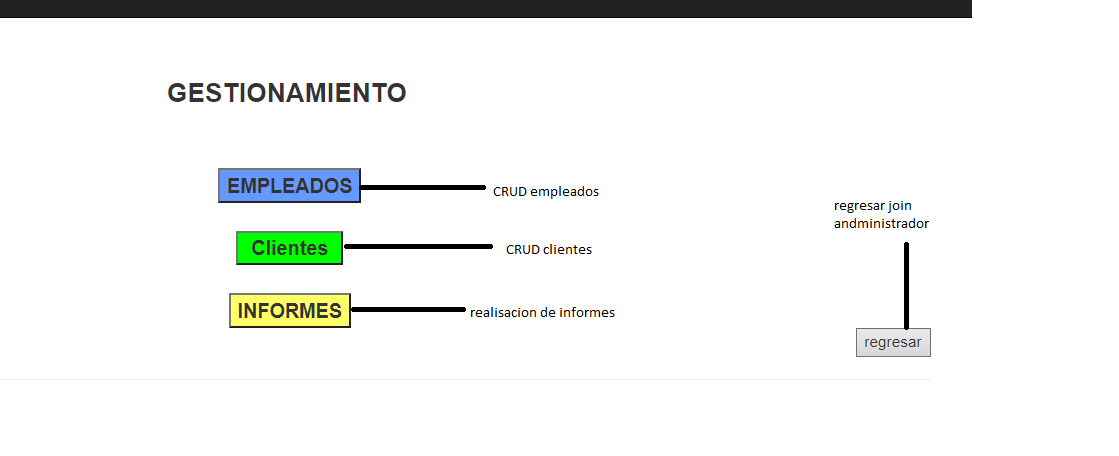 GESTIONAMIENTO
EMPLEADOS
CRUD empleados
Clientes
CRUD clientes
INFORMES
realisacion de informes
regresar join
andministrador
regresar